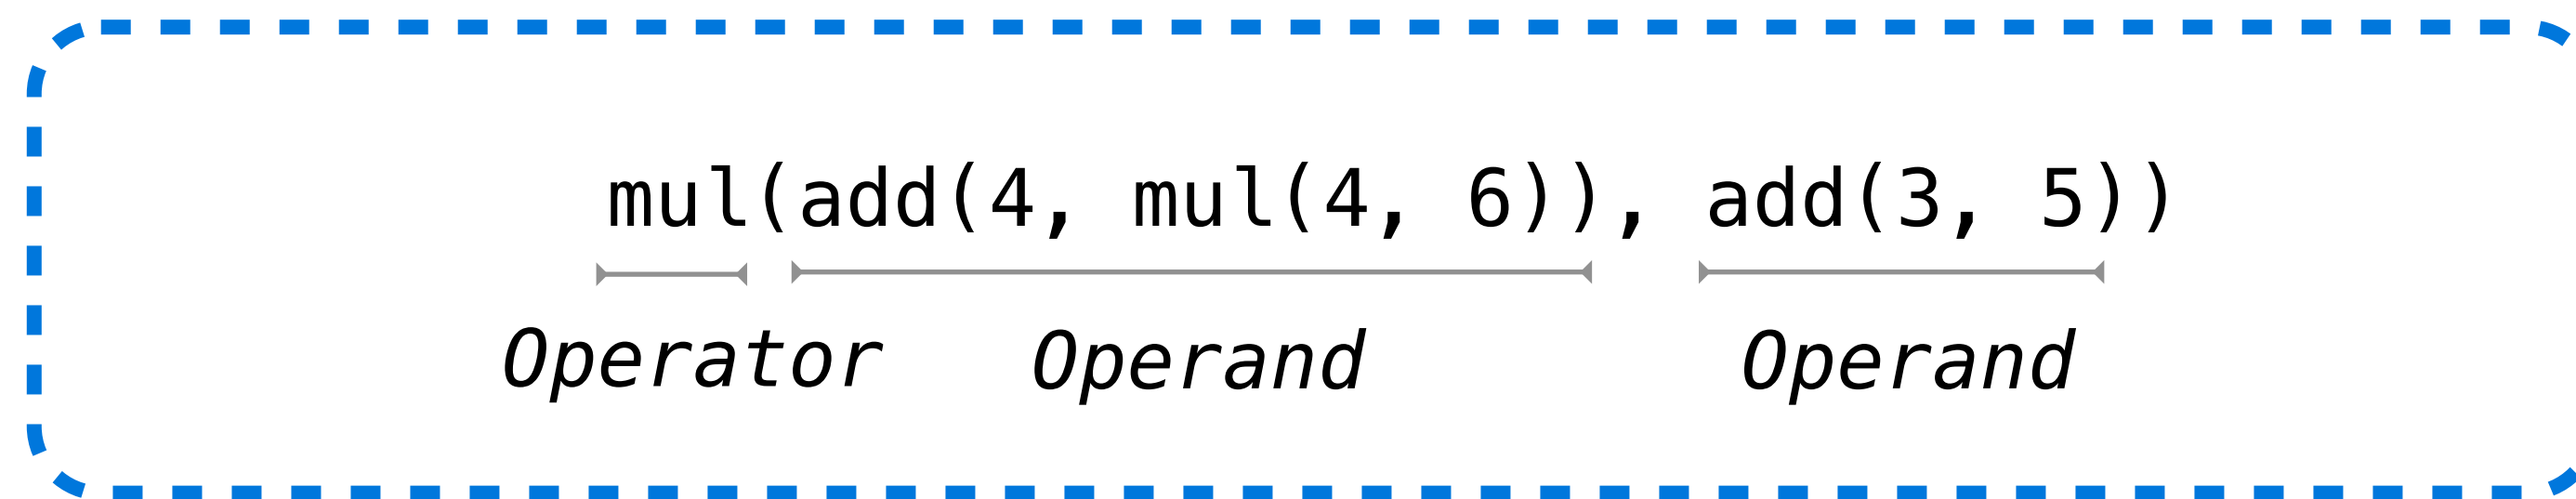 mul(add(4, mul(4, 6)), add(3, 5))
Operator Operand Operand